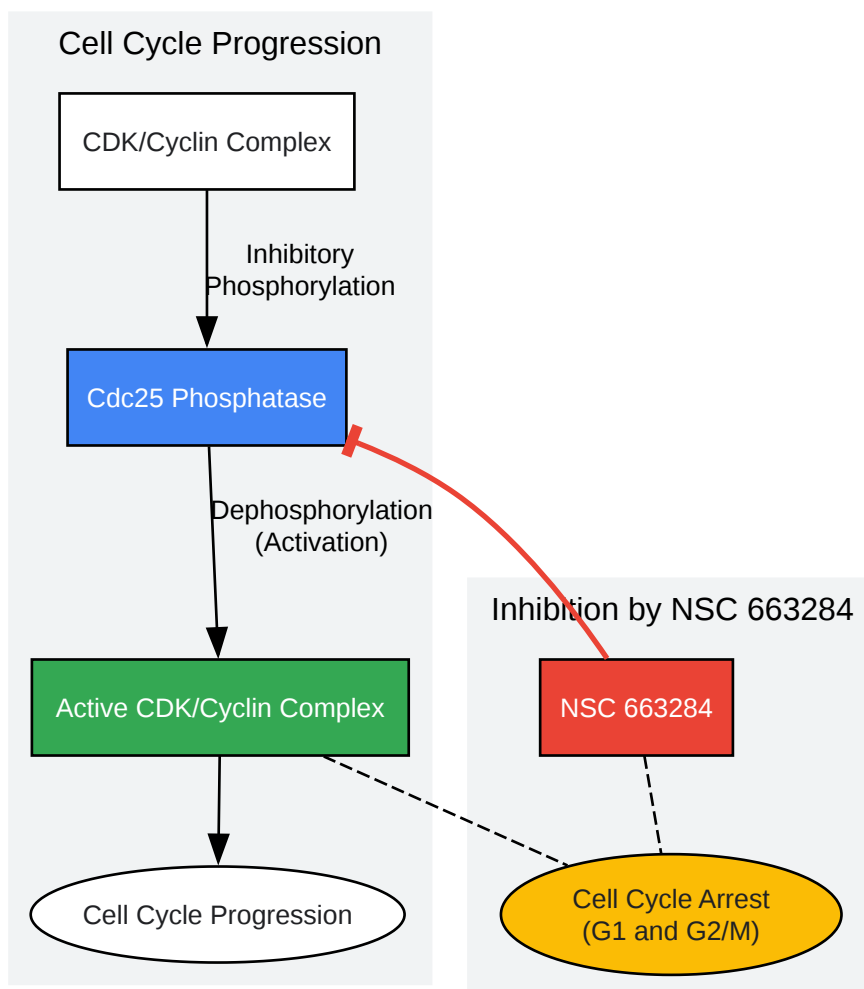 Cell Cycle Progression
CDK/Cyclin Complex
Inhibitory
Phosphorylation
Cdc25 Phosphatase
Dephosphorylation
(Activation)
Inhibition by NSC 663284
Active CDK/Cyclin Complex
NSC 663284
Cell Cycle Progression
Cell Cycle Arrest
(G1 and G2/M)